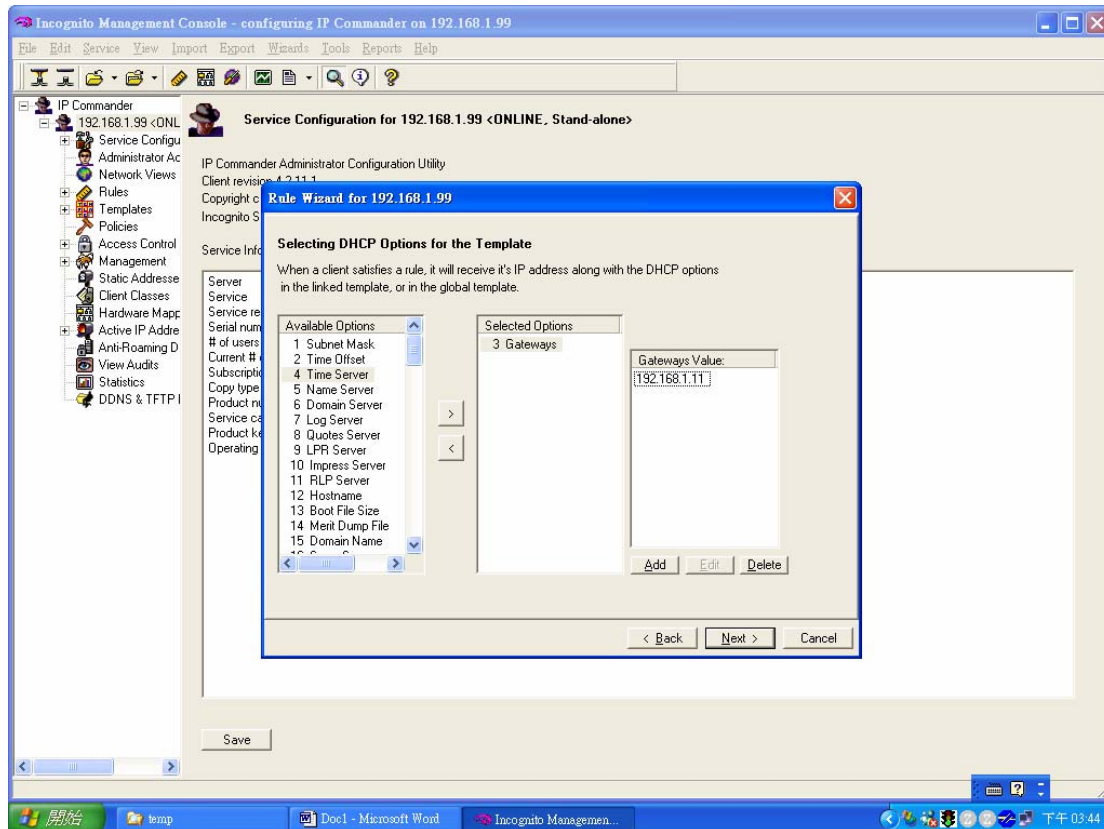 Incognito Management Console - configuring IP Commander on 192.168.1.99
File Edit Service View Import Export Wizards Tools Reports Help
IP Commander
192.168.1.99 <ONL
Service Configu
Administrator Ac
Network Views
Rules
Templates
Policies
Access Control
Management
Static Addresse
Client Classes
Hardware Mapp
Active IP Addre
Anti-Roaming D
View Audits
Statistics
DDNS & TFTP
Service Configuration for 192.168.1.99 <ONLINE, Stand-alone>
IP Commander Administrator Configuration Utility
Client revision 4.2.11.1
Copyright c
Incognito S
Service Info
Server
Service
Service re
Serial num
# of users
Current #
Subscriptio
Copy type
Product nu
Service ca
Product ke
Operating
Save
Rule Wizard for 192.168.1.99
Selecting DHCP Options for the Template
When a client satisfies a rule, it will receive it's IP address along with the DHCP options
in the linked template, or in the global template.
Available Options
1 Subnet Mask
2 Time Offset
4 Time Server
5 Name Server
6 Domain Server
7 Log Server
8 Quotes Server
9 LPR Server
10 Impress Server
11 RLP Server
12 Hostname
13 Boot File Size
14 Merit Dump File
15 Domain Name
>
<
Selected Options
3 Gateways
Gateways Value:
192.168.1.11
Add Edit Delete
< Back Next > Cancel
開始 temp Doc1 - Microsoft Word Incognito Managemen... 下午 03:44